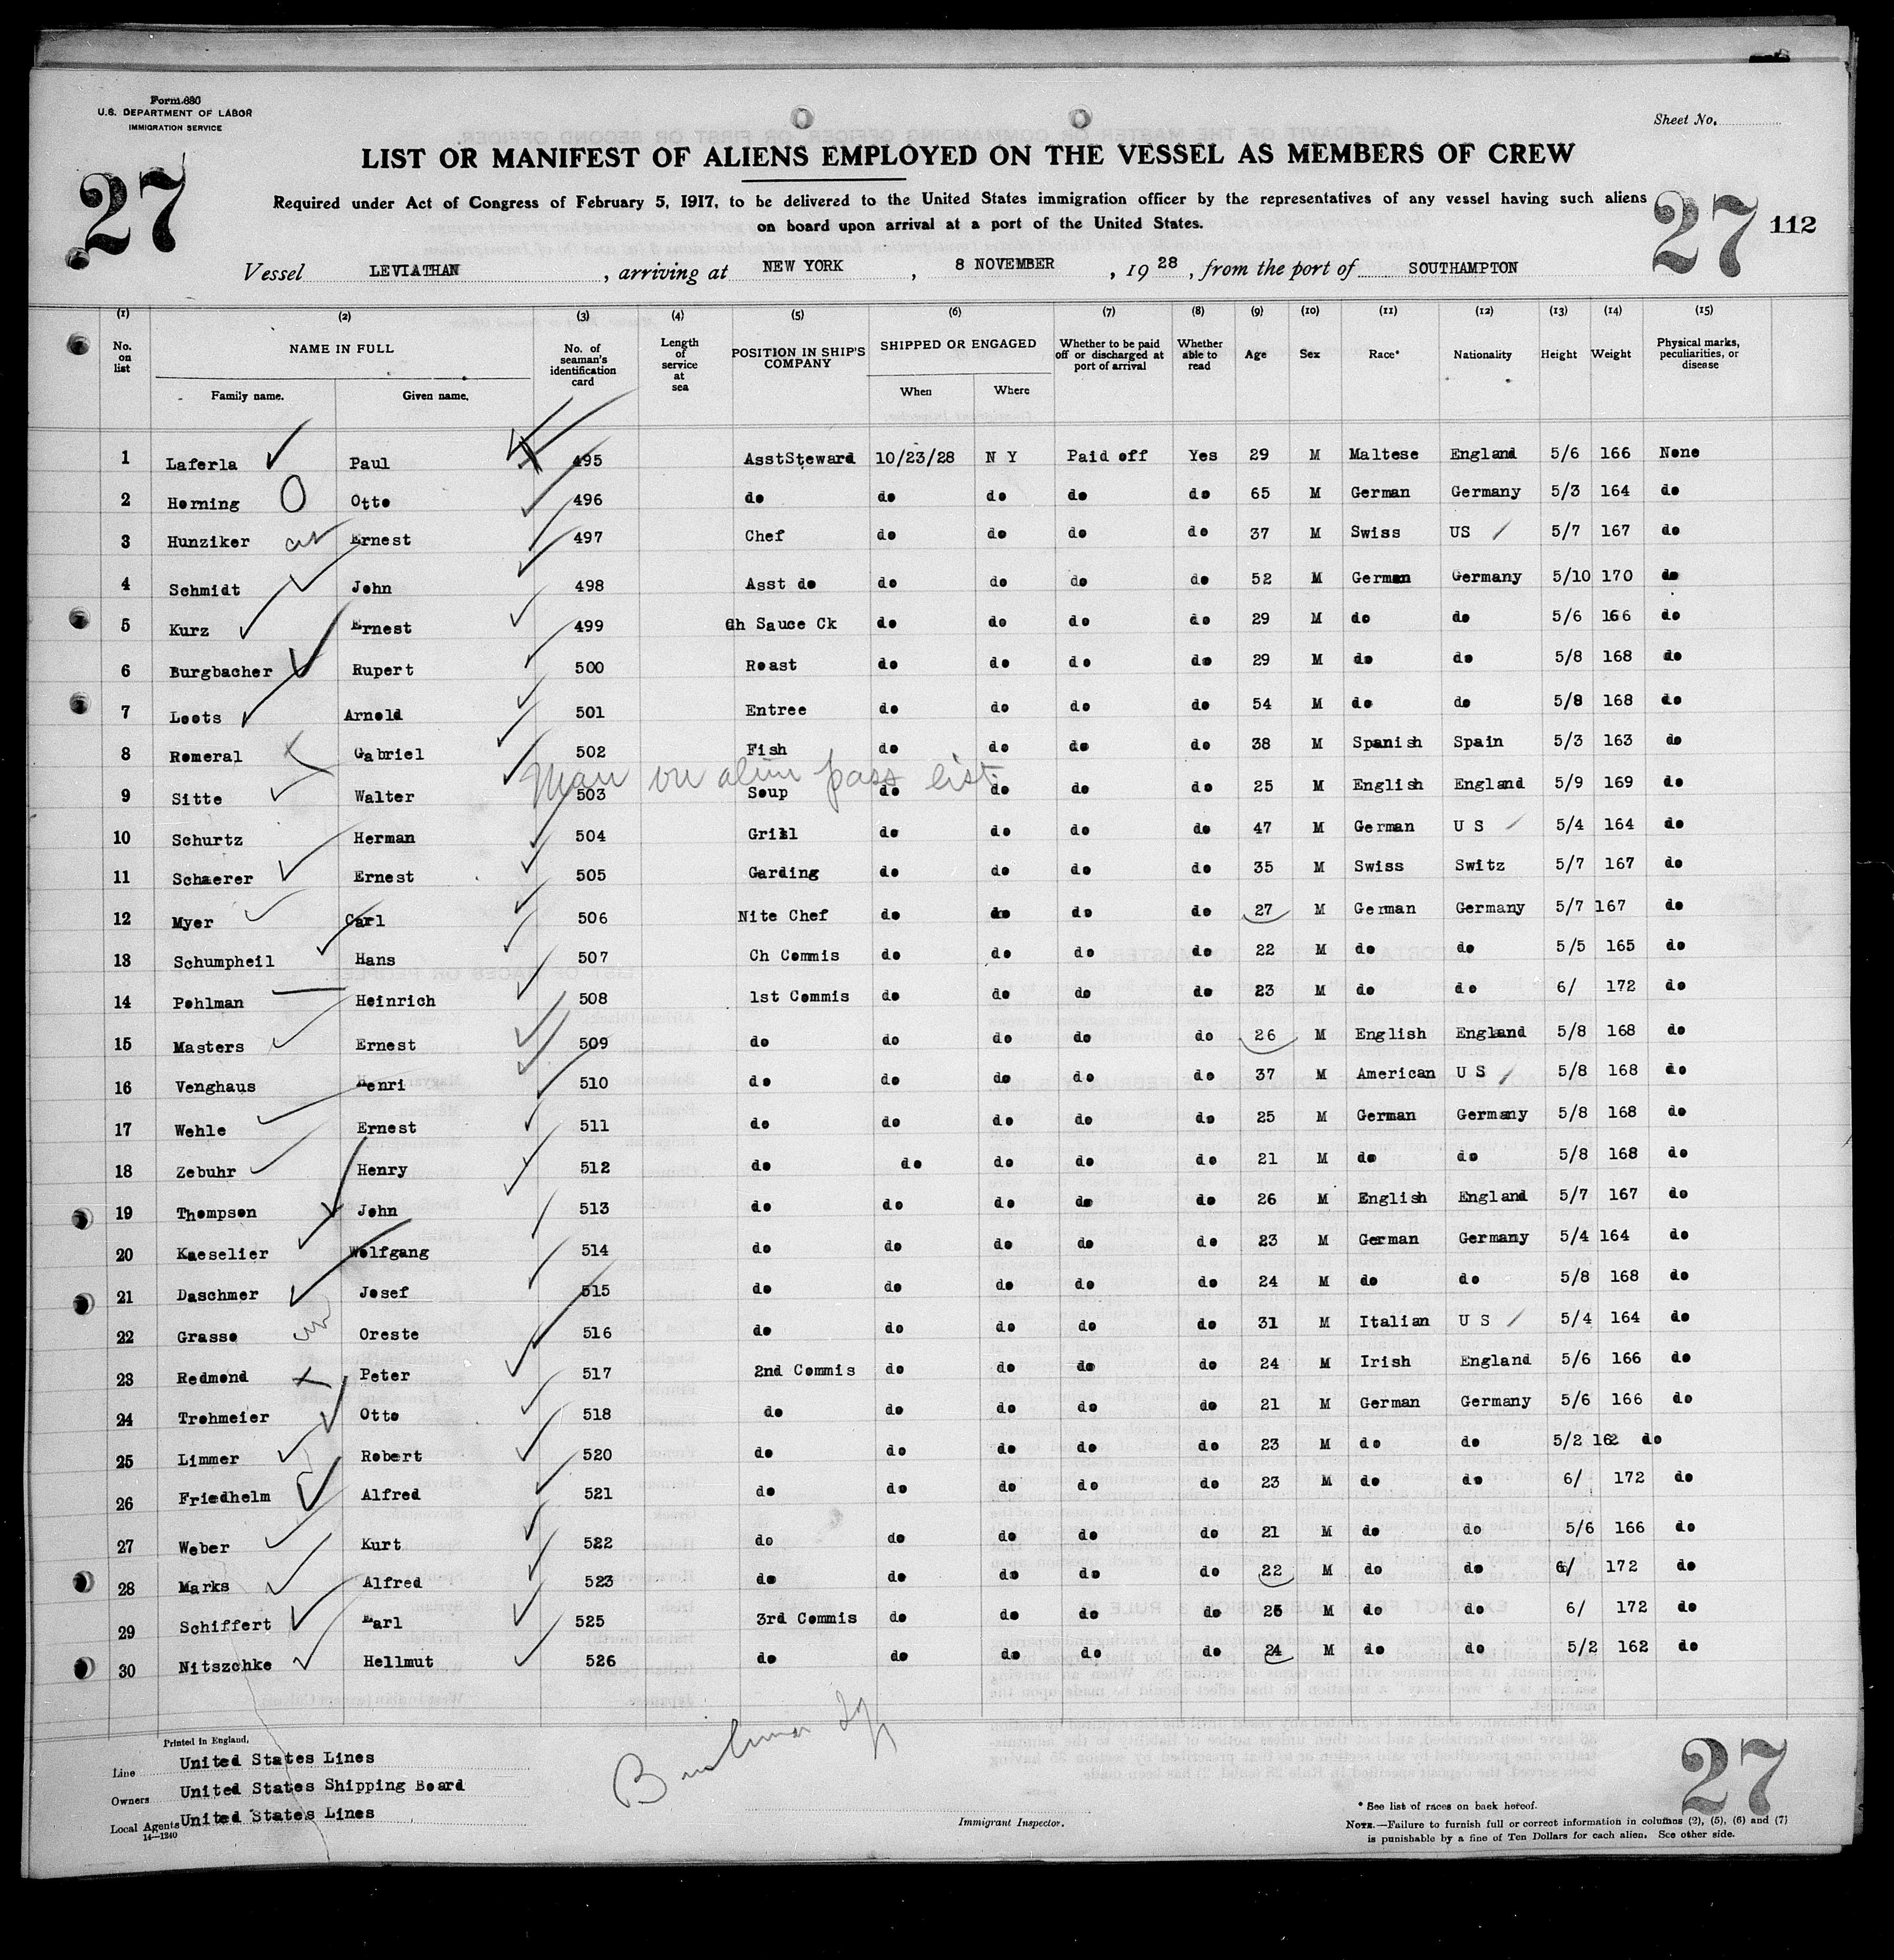 Form 680
U.S. DEPARTMENT OF LABOR
IMMIGRATION SERVICE
Sheet No.
27
LIST OR MANIFEST OF ALIENS EMPLOYED ON THE VESSEL AS MEMBERS OF CREW
Required under Act of Congress of February 5, 1917, to be delivered to the United States immigration officer by the representatives of any vessel having such aliens
on board upon arrival at a port of the United States.
27 112
Vessel LEVIATHAN, arriving at NEW YORK, 8 NOVEMBER, 1928, from the port of SOUTHAMPTON
(1) (2) (3) (4) (5) (6) (7) (8) (9) (10) (11) (12) (13) (14) (15)
No. on list NAME IN FULL No. of seaman's identification card Length of service at sea POSITION IN SHIP'S COMPANY SHIPPED OR ENGAGED Whether to be paid off or discharged at port of arrival Whether able to read Age Sex Race* Nationality Height Weight Physical marks, peculiarities, or disease
Family name. Given name. When Where
1 Laferla Paul 495 AsstSteward 10/23/28 N Y Paid off Yes 29 M Maltese England 5/6 166 None
2 Horning Otto 496 do do do do do 65 M German Germany 5/3 164 do
3 Hunziker Ernest 497 Chef do do do do 37 M Swiss US 5/7 167 do
4 Schmidt John 498 Asst do do do do do 52 M German Germany 5/10 170 do
5 Kurz Ernest 499 Ch Sauce Ck do do do do 29 M do do 5/6 166 do
6 Burgbacher Rupert 500 Roast do do do do 29 M do do 5/8 168 do
7 Loots Arnold 501 Entree do do do do 54 M do do 5/8 168 do
8 Romeral Gabriel 502 Fish do do do do 38 M Spanish Spain 5/3 163 do
Man on alien pass list
9 Sitte Walter 503 Soup do do do do 25 M English England 5/9 169 do
10 Schurtz Herman 504 Grill do do do do 47 M German U S 5/4 164 do
11 Schaerer Ernest 505 Garding do do do do 35 M Swiss Switz 5/7 167 do
12 Myer Carl 506 Nite Chef do do do do 27 M German Germany 5/7 167 do
13 Schumpheil Hans 507 Ch Commis do do do do 22 M do do 5/5 165 do
14 Pohlman Heinrich 508 1st Commis do do do do 23 M do do 6/ 172 do
15 Masters Ernest 509 do do do do do 26 M English England 5/8 168 do
16 Venghaus Henri 510 do do do do do 37 M American U S 5/8 168 do
17 Wehle Ernest 511 do do do do do 25 M German Germany 5/8 168 do
18 Zebuhr Henry 512 do do do do do 21 M do do 5/8 168 do
19 Thompson John 513 do do do do do 26 M English England 5/7 167 do
20 Kaeselier Wolfgang 514 do do do do do 23 M German Germany 5/4 164 do
21 Daschmer Josef 515 do do do do do 24 M do do 5/8 168 do
22 Grasso Oreste 516 do do do do do 31 M Italian U S 5/4 164 do
23 Redmond Peter 517 2nd Commis do do do do 24 M Irish England 5/6 166 do
24 Trohmeier Otto 518 do do do do do 21 M German Germany 5/6 166 do
25 Limmer Robert 520 do do do do do 23 M do do 5/2 162 do
26 Friedhelm Alfred 521 do do do do do 23 M do do 6/ 172 do
27 Weber Kurt 522 do do do do do 21 M do do 5/6 166 do
28 Marks Alfred 523 do do do do do 22 M do do 6/ 172 do
29 Schiffert Earl 525 3rd Commis do do do do 25 M do do 6/ 172 do
30 Nitszchke Hellmut 526 do do do do do 24 M do do 5/2 162 do
Printed in England.
Line United States Lines
Owners United States Shipping Board
Local Agents United States Lines
14—1240
Immigrant Inspector.
27
* See list of races on back hereof.
NOTE.—Failure to furnish full or correct information in columns (2), (5), (6) and (7)
is punishable by a fine of Ten Dollars for each alien. See other side.